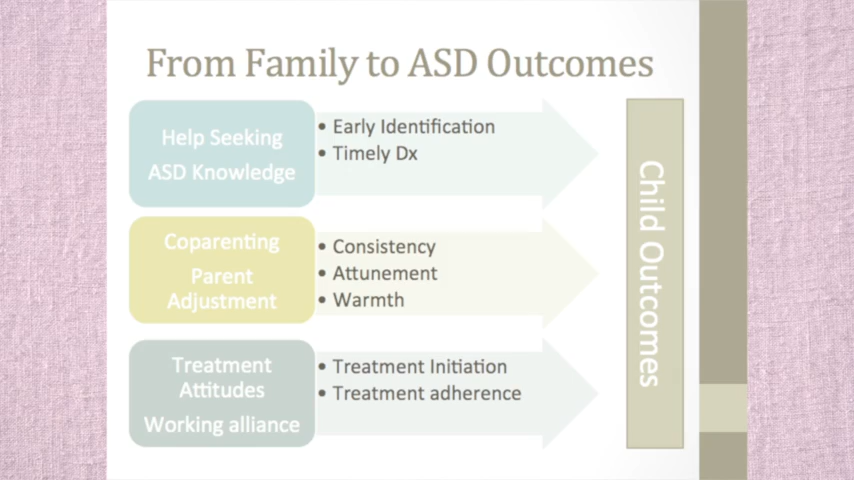 From Family to ASD Outcomes
Help Seeking
ASD Knowledge
• Early Identification
• Timely Dx
Coparenting
Parent
Adjustment
• Consistency
• Attunement
• Warmth
Treatment
Attitudes
Working alliance
• Treatment Initiation
• Treatment adherence
Child Outcomes